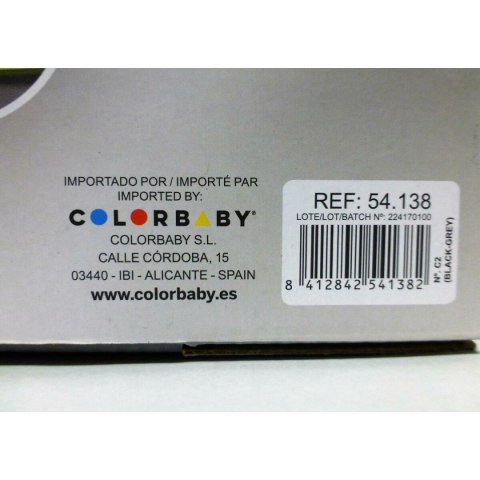 IMPORTADO POR / IMPORTÉ PAR
IMPORTED BY:
COLORBABY®
COLORBABY S.L.
CALLE CÓRDOBA, 15
03440 - IBI - ALICANTE - SPAIN
www.colorbaby.es
REF: 54.138
LOTE/LOT/BATCH Nº: 224170100
8 412842 541382
Nº. C2
(BLACK-GREY)